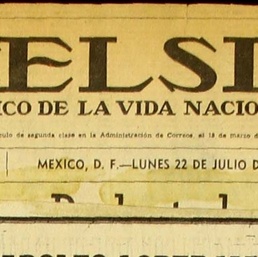 ELSI
ICO DE LA VIDA NACIO
ulo de segunda clase en la Administración de Correos, el 18 de marzo d
MEXICO, D. F.—LUNES 22 DE JULIO D